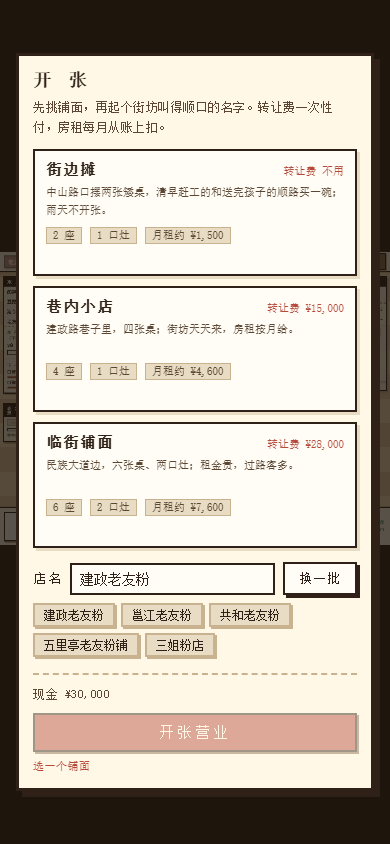 开 张
先挑铺面，再起个街坊叫得顺口的名字。转让费一次性
付，房租每月从账上扣。
街边摊
转让费 不用
中山路口摆两张矮桌，清早赶工的和送完孩子的顺路买一碗；
雨天不开张。
2 座
1 口灶
月租约 ¥1,500
巷内小店
转让费 ¥15,000
建政路巷子里，四张桌；街坊天天来，房租按月给。
4 座
1 口灶
月租约 ¥4,600
临街铺面
转让费 ¥28,000
民族大道边，六张桌、两口灶；租金贵，过路客多。
6 座
2 口灶
月租约 ¥7,600
店名
建政老友粉
换一批
建政老友粉
邕江老友粉
共和老友粉
五里亭老友粉铺
三姐粉店
现金 ¥30,000
开张营业
选一个铺面